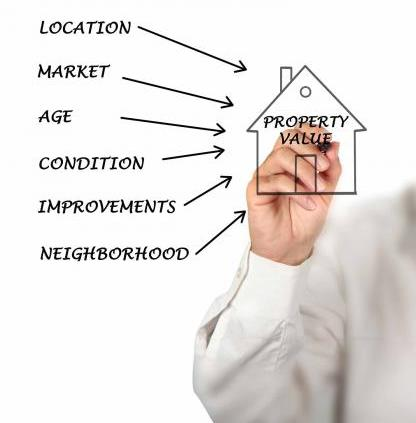 LOCATION
MARKET
AGE
CONDITION
IMPROVEMENTS
NEIGHBORHOOD
PROPERTY
VALUE